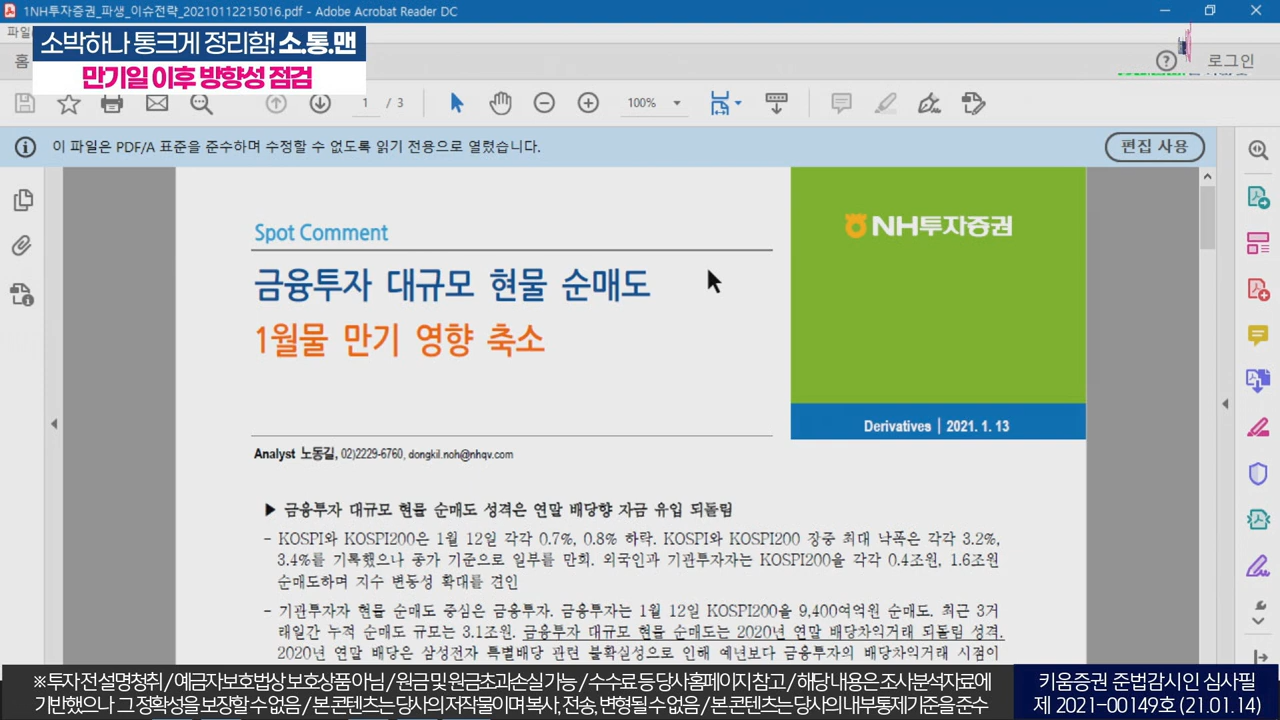 1NH투자증권_파생_이슈전략_20210112215016.pdf - Adobe Acrobat Reader DC
소박하나 통크게 정리함! 소.통.맨
만기일 이후 방향성 점검
로그인
1 / 3
100%
이 파일은 PDF/A 표준을 준수하며 수정할 수 없도록 읽기 전용으로 열렸습니다.
편집 사용
NH투자증권
Spot Comment
금융투자 대규모 현물 순매도
1월물 만기 영향 축소
Derivatives | 2021. 1. 13
Analyst 노동길, 02)2229-6760, dongkil.noh@nhqv.com
▶ 금융투자 대규모 현물 순매도 성격은 연말 배당향 자금 유입 되돌림
- KOSPI와 KOSPI200은 1월 12일 각각 0.7%, 0.8% 하락. KOSPI와 KOSPI200 장중 최대 낙폭은 각각 3.2%,
3.4%를 기록했으나 종가 기준으로 일부를 만회. 외국인과 기관투자자는 KOSPI200을 각각 0.4조원, 1.6조원
순매도하며 지수 변동성 확대를 견인
- 기관투자자 현물 순매도 중심은 금융투자. 금융투자는 1월 12일 KOSPI200을 9,400여억원 순매도. 최근 3거
래일간 누적 순매도 규모는 3.1조원. 금융투자 대규모 현물 순매도는 2020년 연말 배당차익거래 되돌림 성격.
2020년 연말 배당은 삼성전자 특별배당 관련 불확실성으로 인해 예년보다 금융투자의 배당차익거래 시점이
※ 투자 전 설명청취 / 예금자보호법상 보호상품 아님 / 원금 및 원금초과손실 가능 / 수수료 등 당사 홈페이지 참고 / 해당 내용은 조사분석자료에
기반했으나 그 정확성을 보장할 수 없음 / 본 콘텐츠는 당사의 저작물이며 복사, 전송, 변형될 수 없음 / 본 콘텐츠는 당사의 내부통제기준을 준수
키움증권 준법감시인 심사필
제 2021-00149호 (21.01.14)